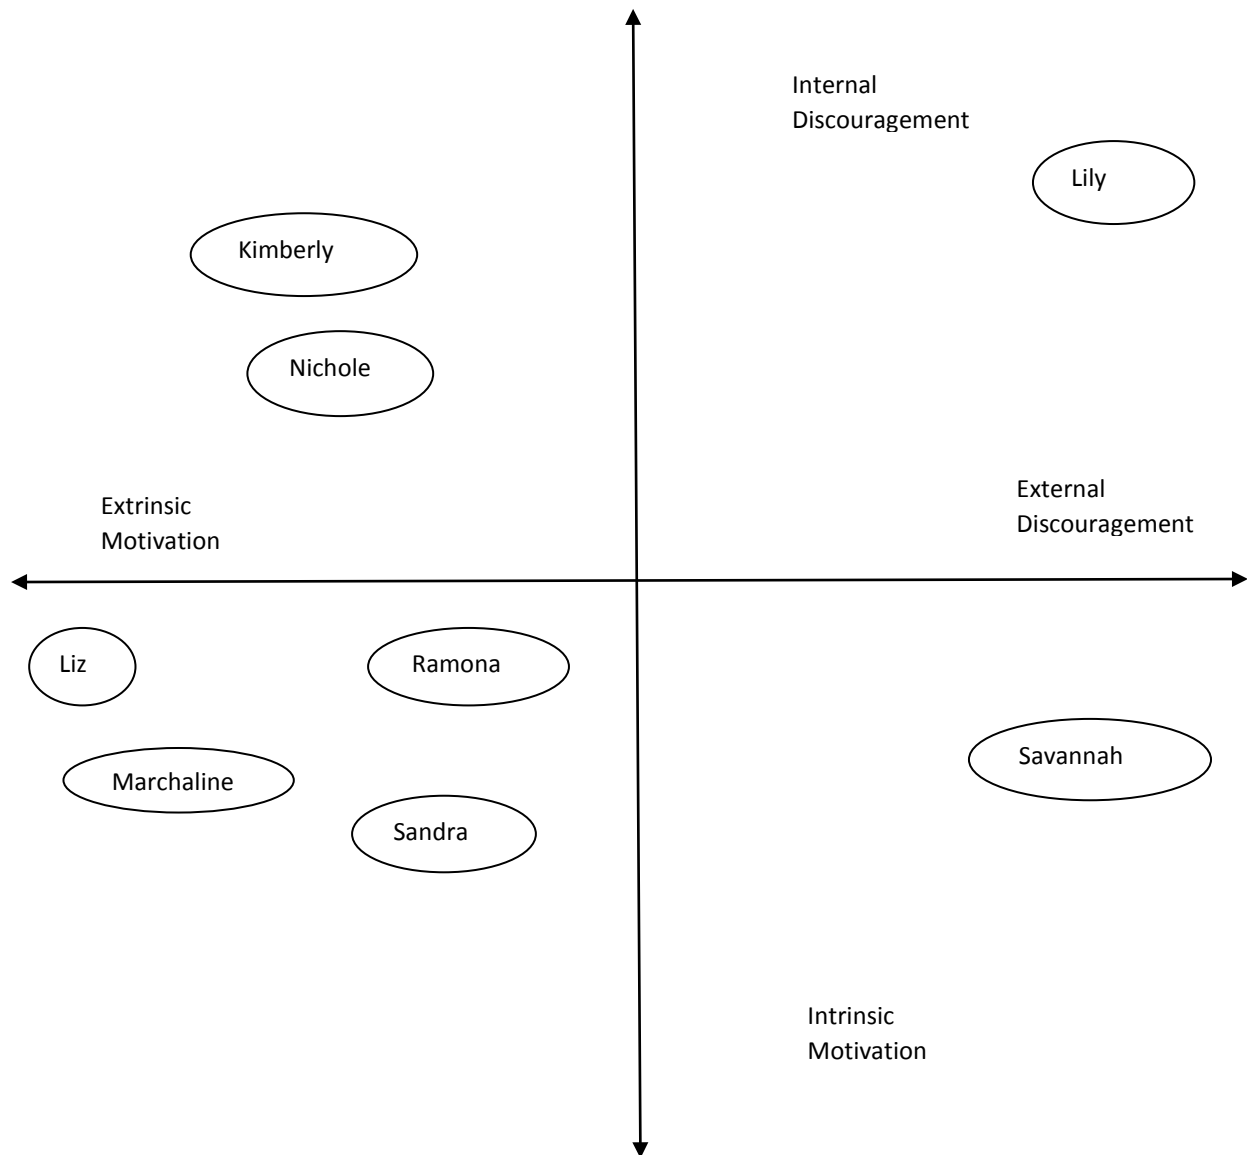 Internal
Discouragement
Lily
Kimberly
Nichole
Extrinsic
Motivation
External
Discouragement
Liz
Ramona
Marchaline
Savannah
Sandra
Intrinsic
Motivation